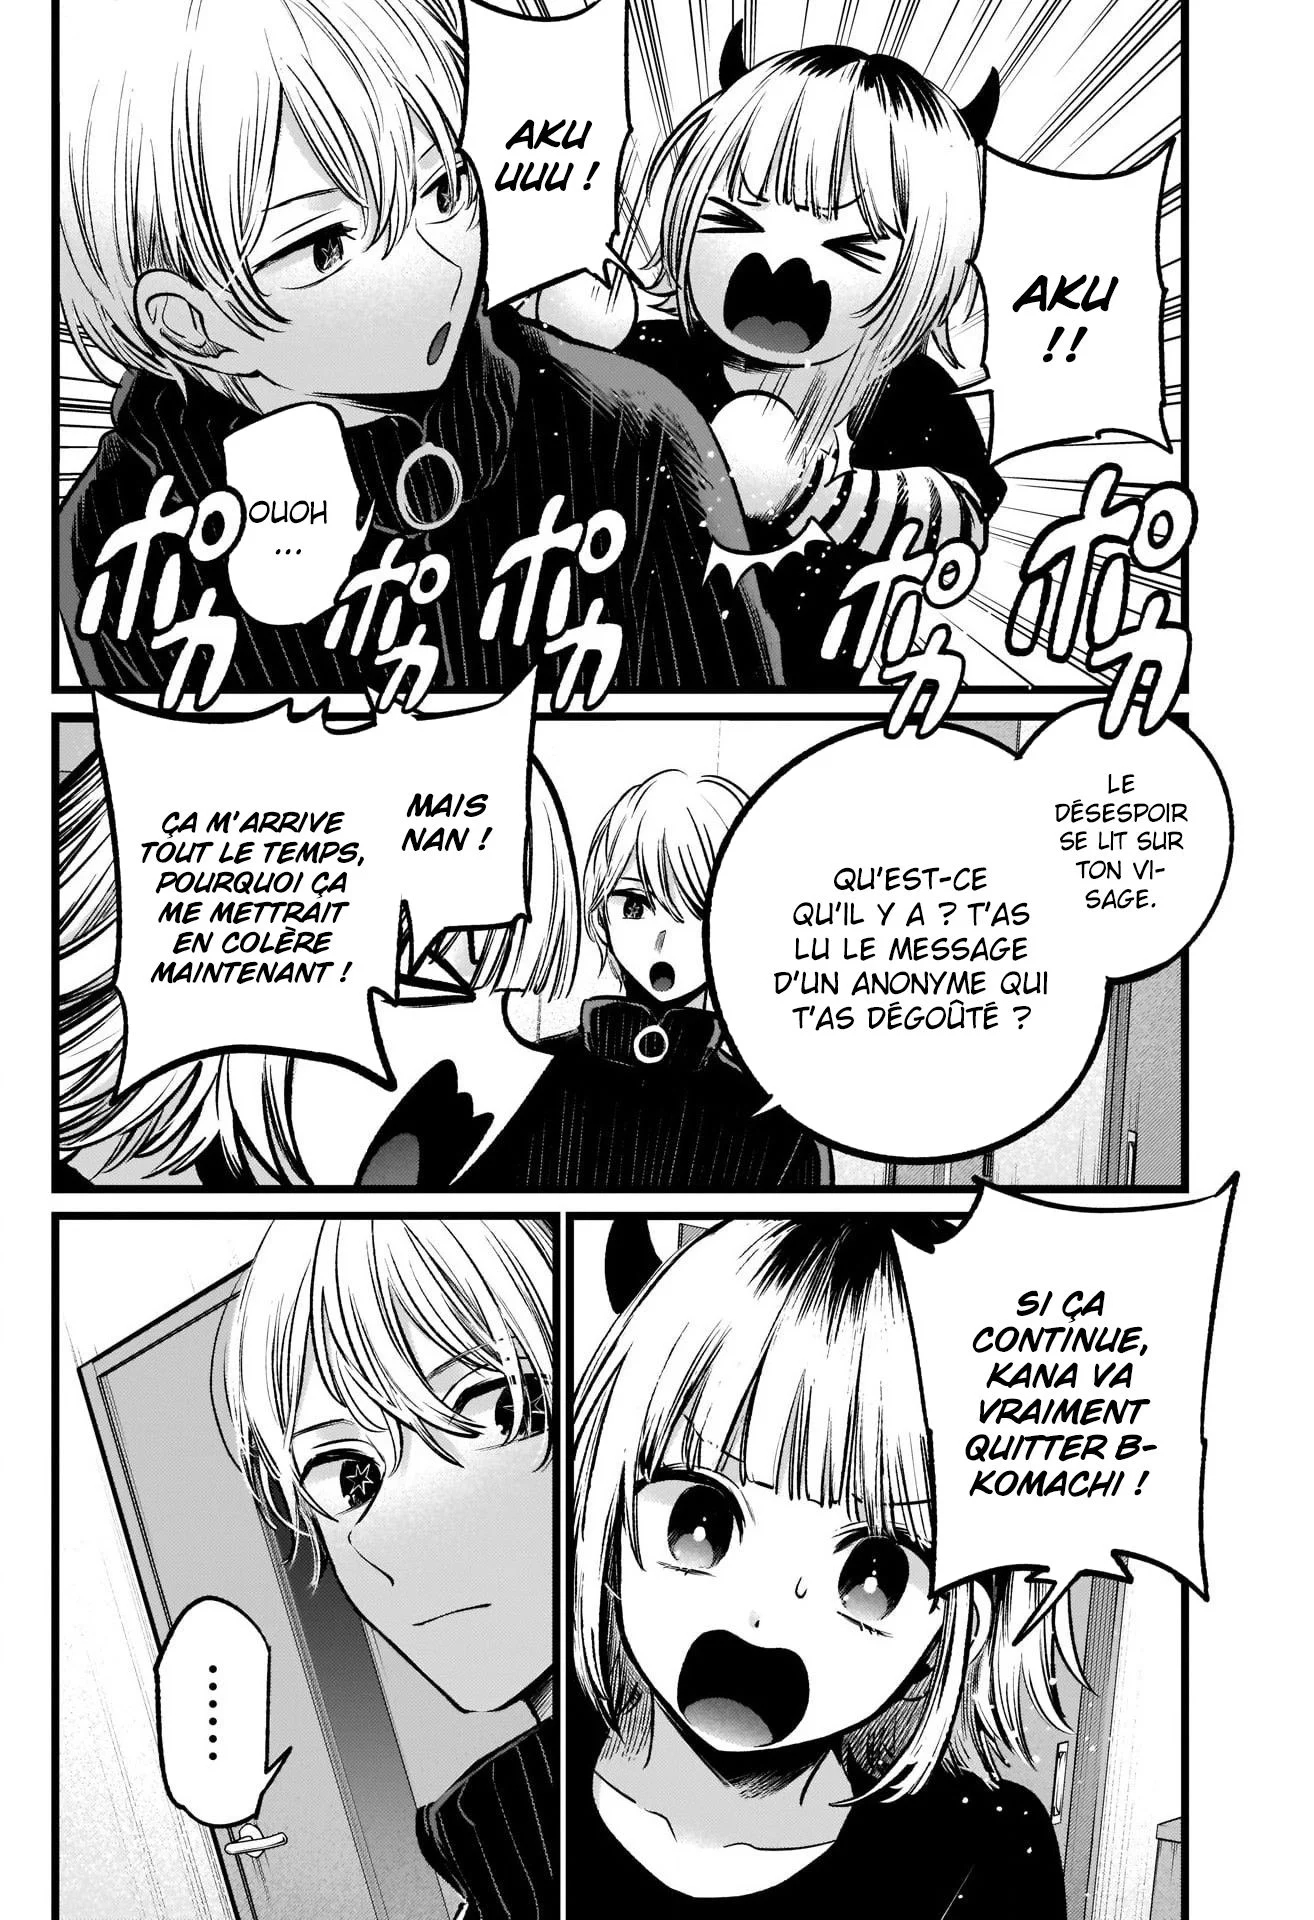 AKU
!!
AKU
UUU !
OUOH
...
ポカ
ポカ
ポカ
ポカ
ポカ
LE
DÉSESPOIR
SE LIT SUR
TON VI-
SAGE.
QU'EST-CE
QU'IL Y A ? T'AS
LU LE MESSAGE
D'UN ANONYME QUI
T'AS DÉGOÛTÉ ?
MAIS
NAN !
ÇA M'ARRIVE
TOUT LE TEMPS,
POURQUOI ÇA
ME METTRAIT
EN COLÈRE
MAINTENANT !
SI ÇA
CONTINUE,
KANA VA
VRAIMENT
QUITTER B-
KOMACHI !
......